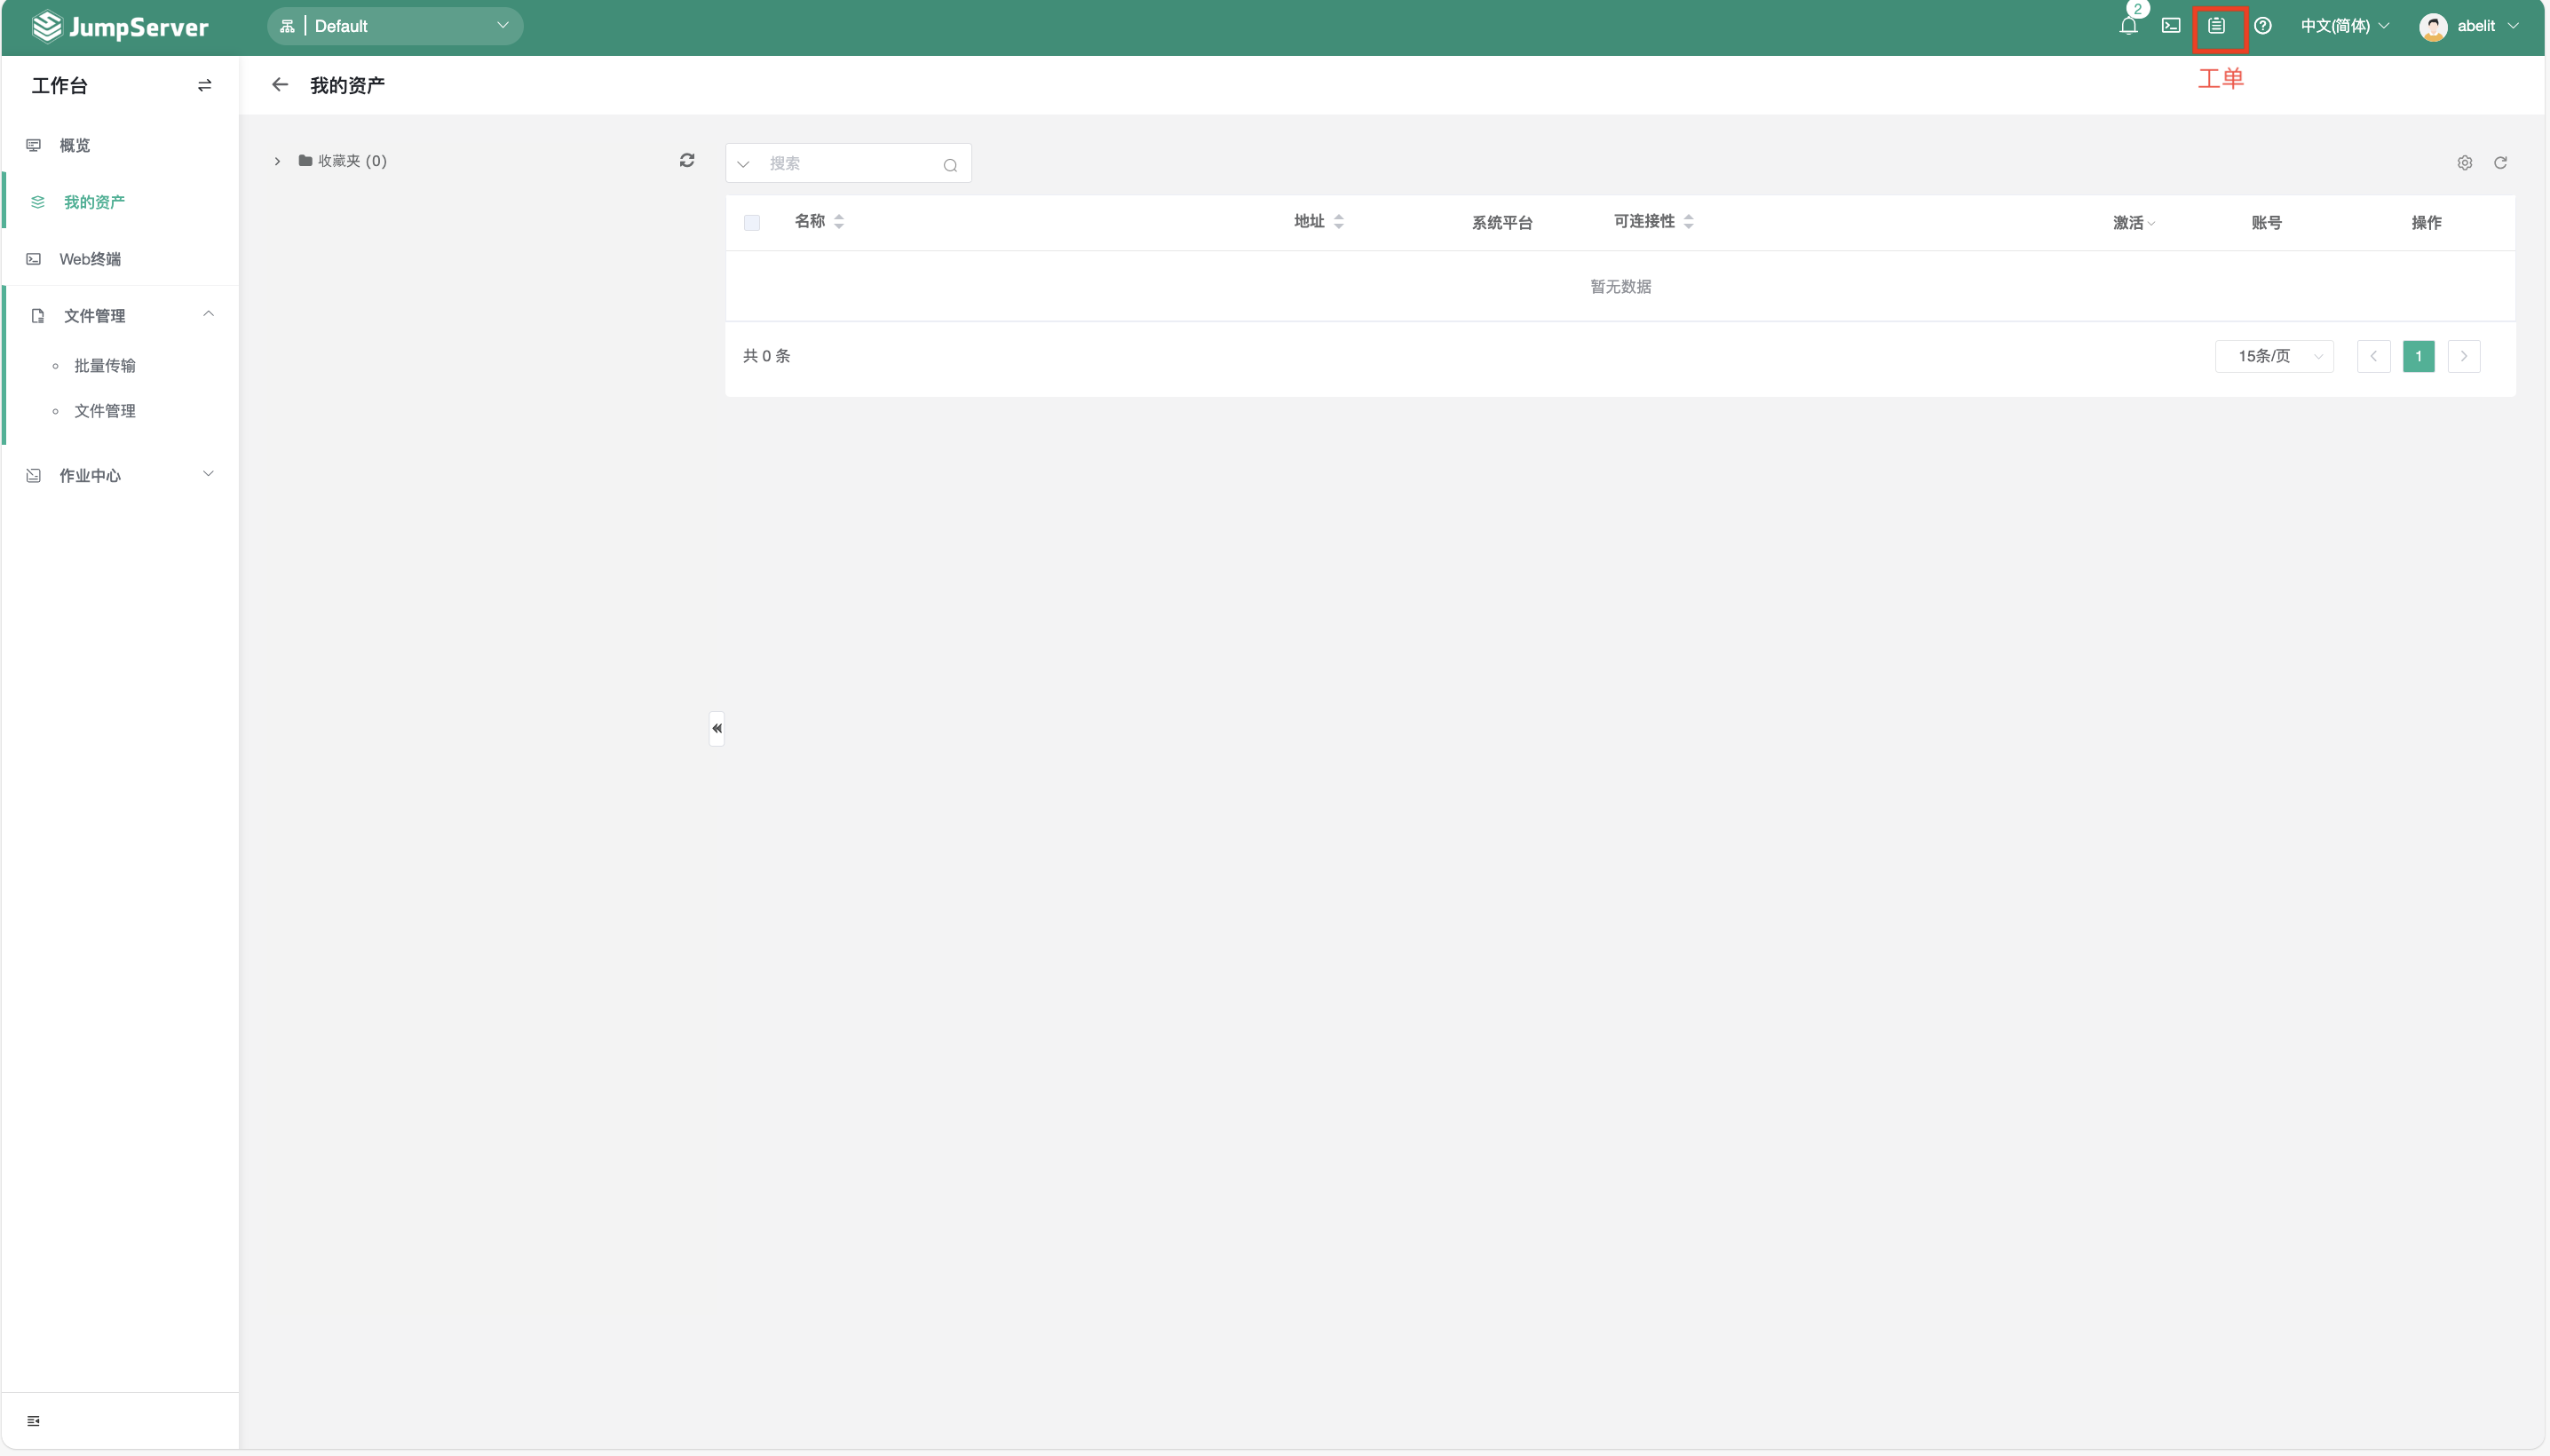 JumpServer
Default
2
中文(简体)
abelit
工单
工作台
我的资产
概览
我的资产
Web终端
文件管理
批量传输
文件管理
作业中心
收藏夹 (0)
搜索
名称 地址 系统平台 可连接性 激活 账号 操作
暂无数据
共 0 条
15条/页
1